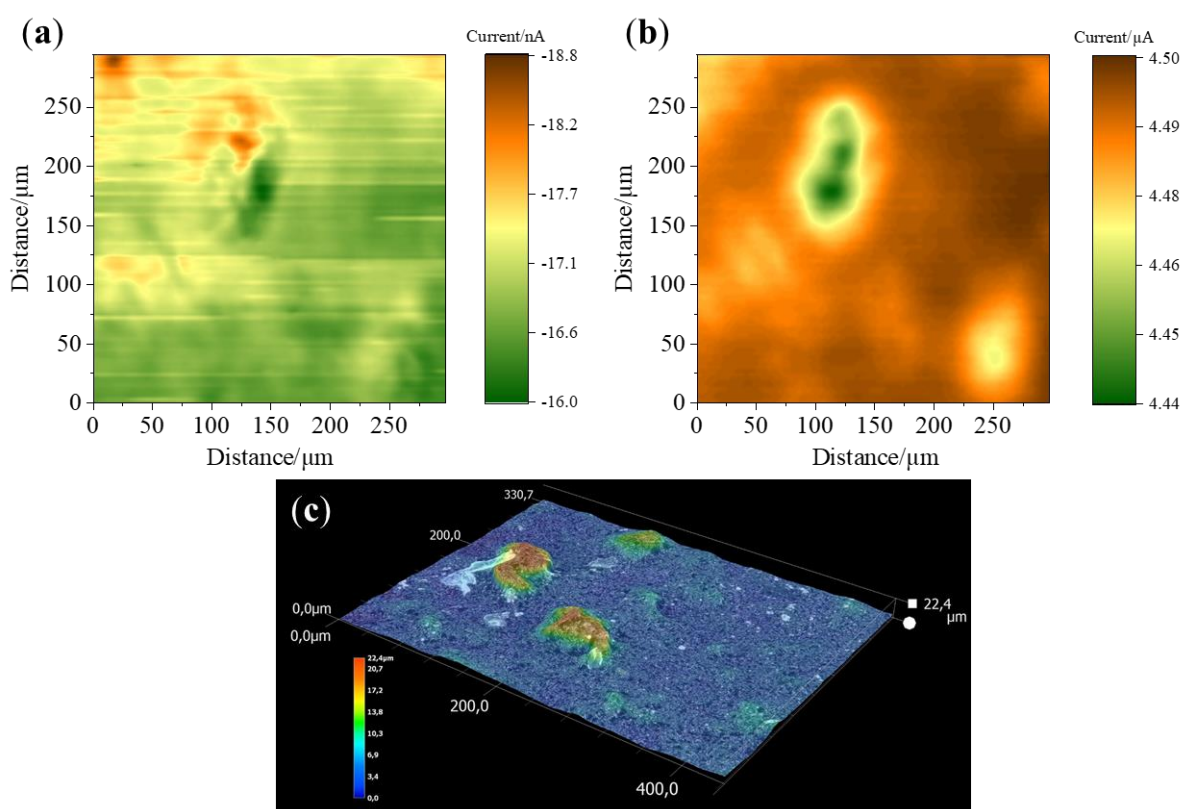 (a)
Current/nA
-18.8
-18.2
-17.7
-17.1
-16.6
-16.0
Distance/μm
250
200
150
100
50
0
0 50 100 150 200 250
Distance/μm
(b)
Current/μA
4.50
4.49
4.48
4.46
4.45
4.44
Distance/μm
250
200
150
100
50
0
0 50 100 150 200 250
Distance/μm
(c)
330,7
200,0
0,0μm
0,0μm
200,0
400,0
22,4
μm
22,4μm
20,7
17,2
13,8
10,3
6,9
3,4
0,0